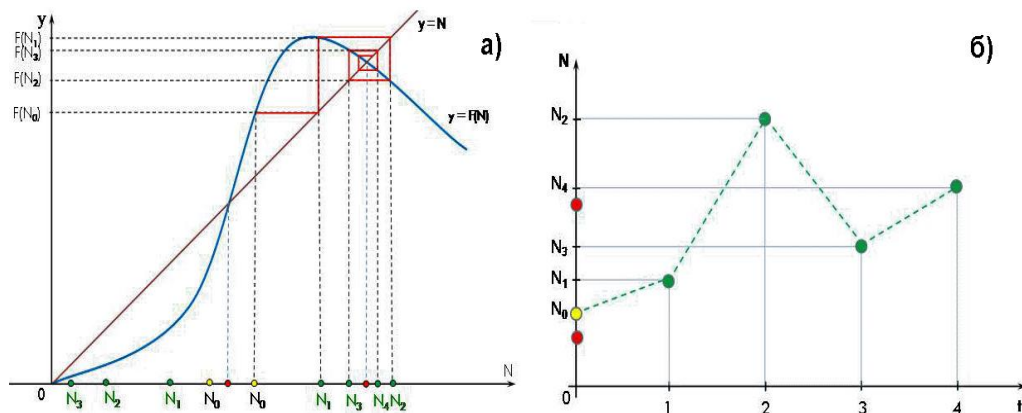 y
y=N
а)
F(N₁)
F(N₃)
F(N₂)
F(N₀)
y=F(N)
N
0
N₃ N₂ N₁ N₀ N₀ N₁ N₃ N₄ N₂
б)
N
N₂
N₄
N₃
N₁
N₀
0
1 2 3 4 t